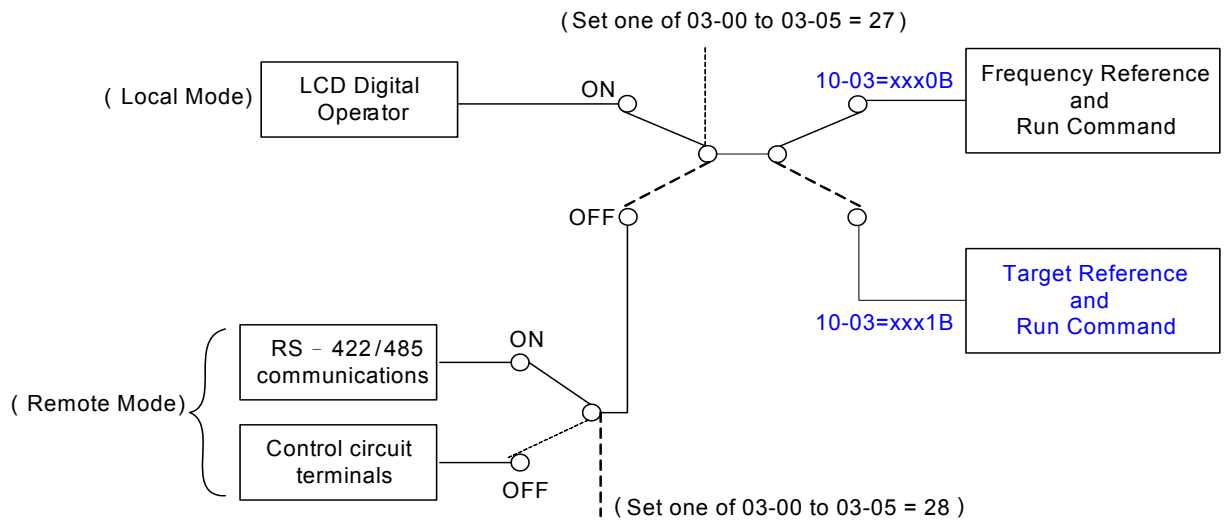 (Set one of 03-00 to 03-05 = 27)
(Local Mode)
LCD Digital
Operator
ON
10-03=xxx0B
Frequency Reference
and
Run Command
OFF
Target Reference
and
Run Command
10-03=xxx1B
(Remote Mode)
RS – 422/485
communications
ON
Control circuit
terminals
OFF
(Set one of 03-00 to 03-05 = 28)